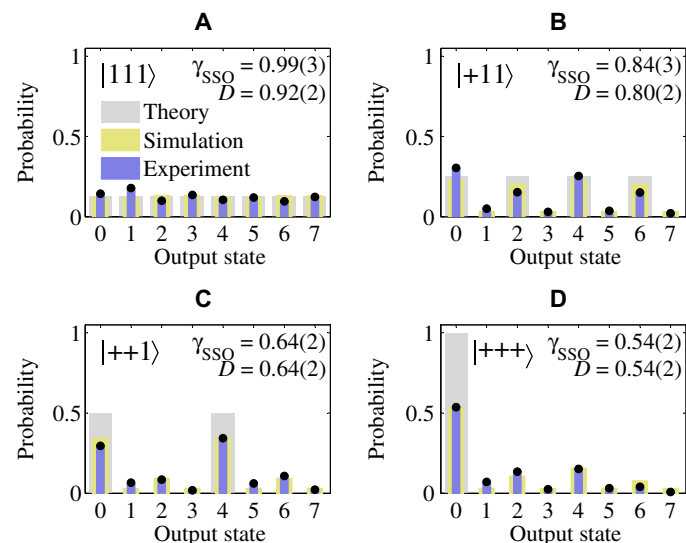 A
|111⟩
γSSO = 0.99(3)
D = 0.92(2)
Theory
Simulation
Experiment
Probability
1
0.5
0
0 1 2 3 4 5 6 7
Output state
B
|+11⟩
γSSO = 0.84(3)
D = 0.80(2)
Probability
1
0.5
0
0 1 2 3 4 5 6 7
Output state
C
|++1⟩
γSSO = 0.64(2)
D = 0.64(2)
Probability
1
0.5
0
0 1 2 3 4 5 6 7
Output state
D
|+++⟩
γSSO = 0.54(2)
D = 0.54(2)
Probability
1
0.5
0
0 1 2 3 4 5 6 7
Output state